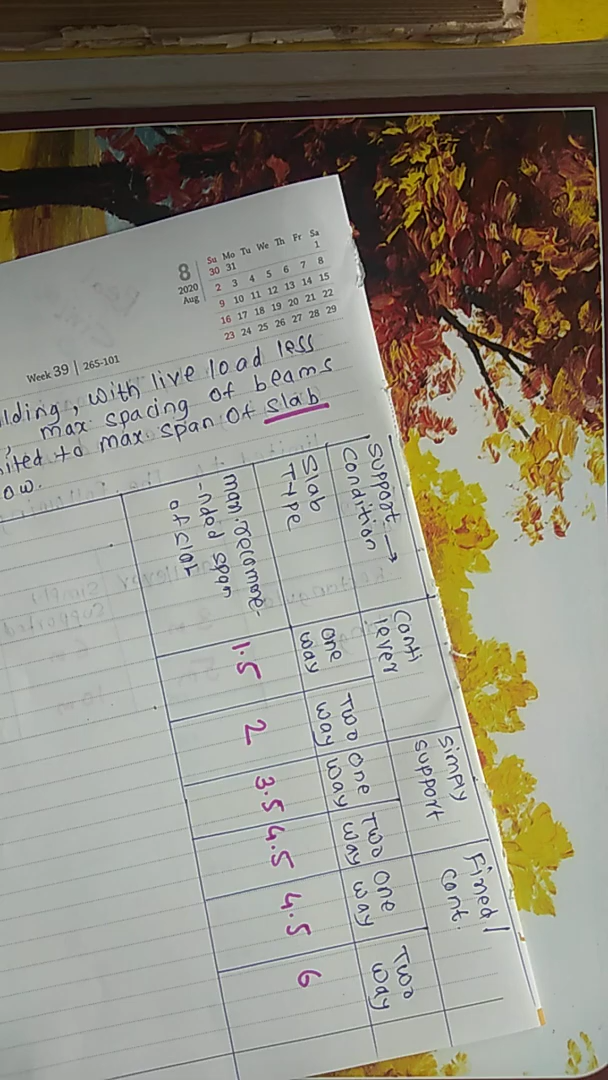 8
2020
Aug
Su Mo Tu We Th Fr Sa
30 31 1
2 3 4 5 6 7 8
9 10 11 12 13 14 15
16 17 18 19 20 21 22
23 24 25 26 27 28 29
Week 39 | 265-101
lding, with live load less
max spacing of beams
ited to max span of slab
ow.
Support → Canti lever Simply support Fixed/ cont.
Condition
Slab Type one way Two way One way Two way One way Two way
max. recomme-
-nded span
of slab 1.5 2 3.5 4.5 4.5 6